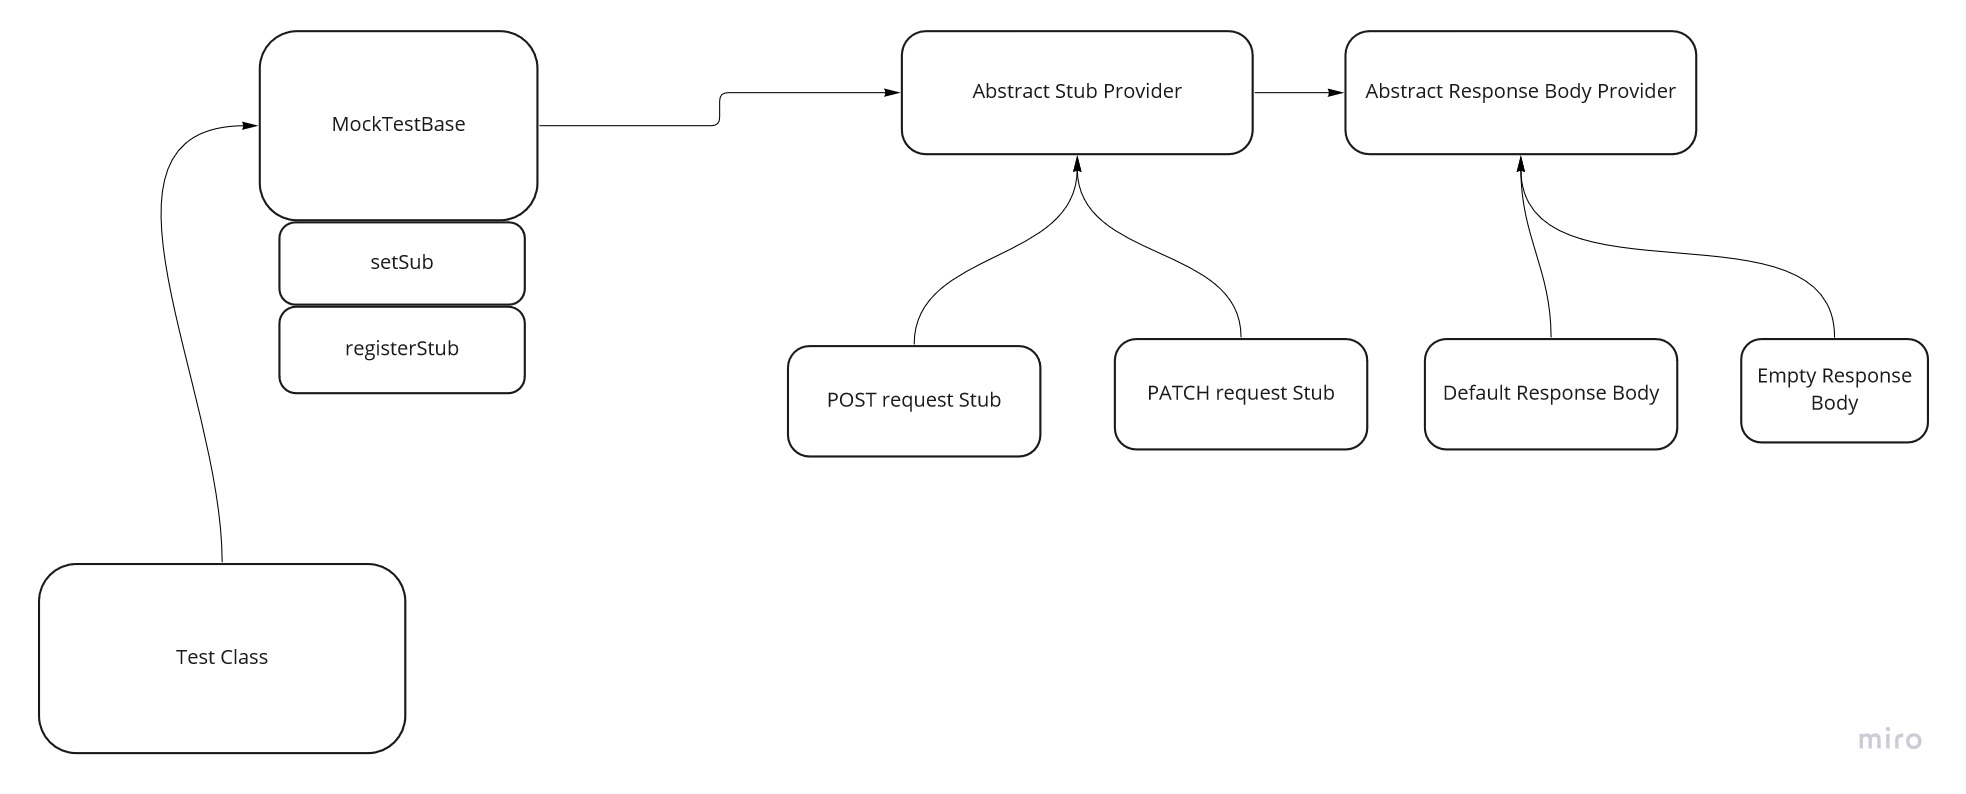 MockTestBase
setSub
registerStub
Test Class
Abstract Stub Provider
Abstract Response Body Provider
POST request Stub
PATCH request Stub
Default Response Body
Empty Response
Body
miro